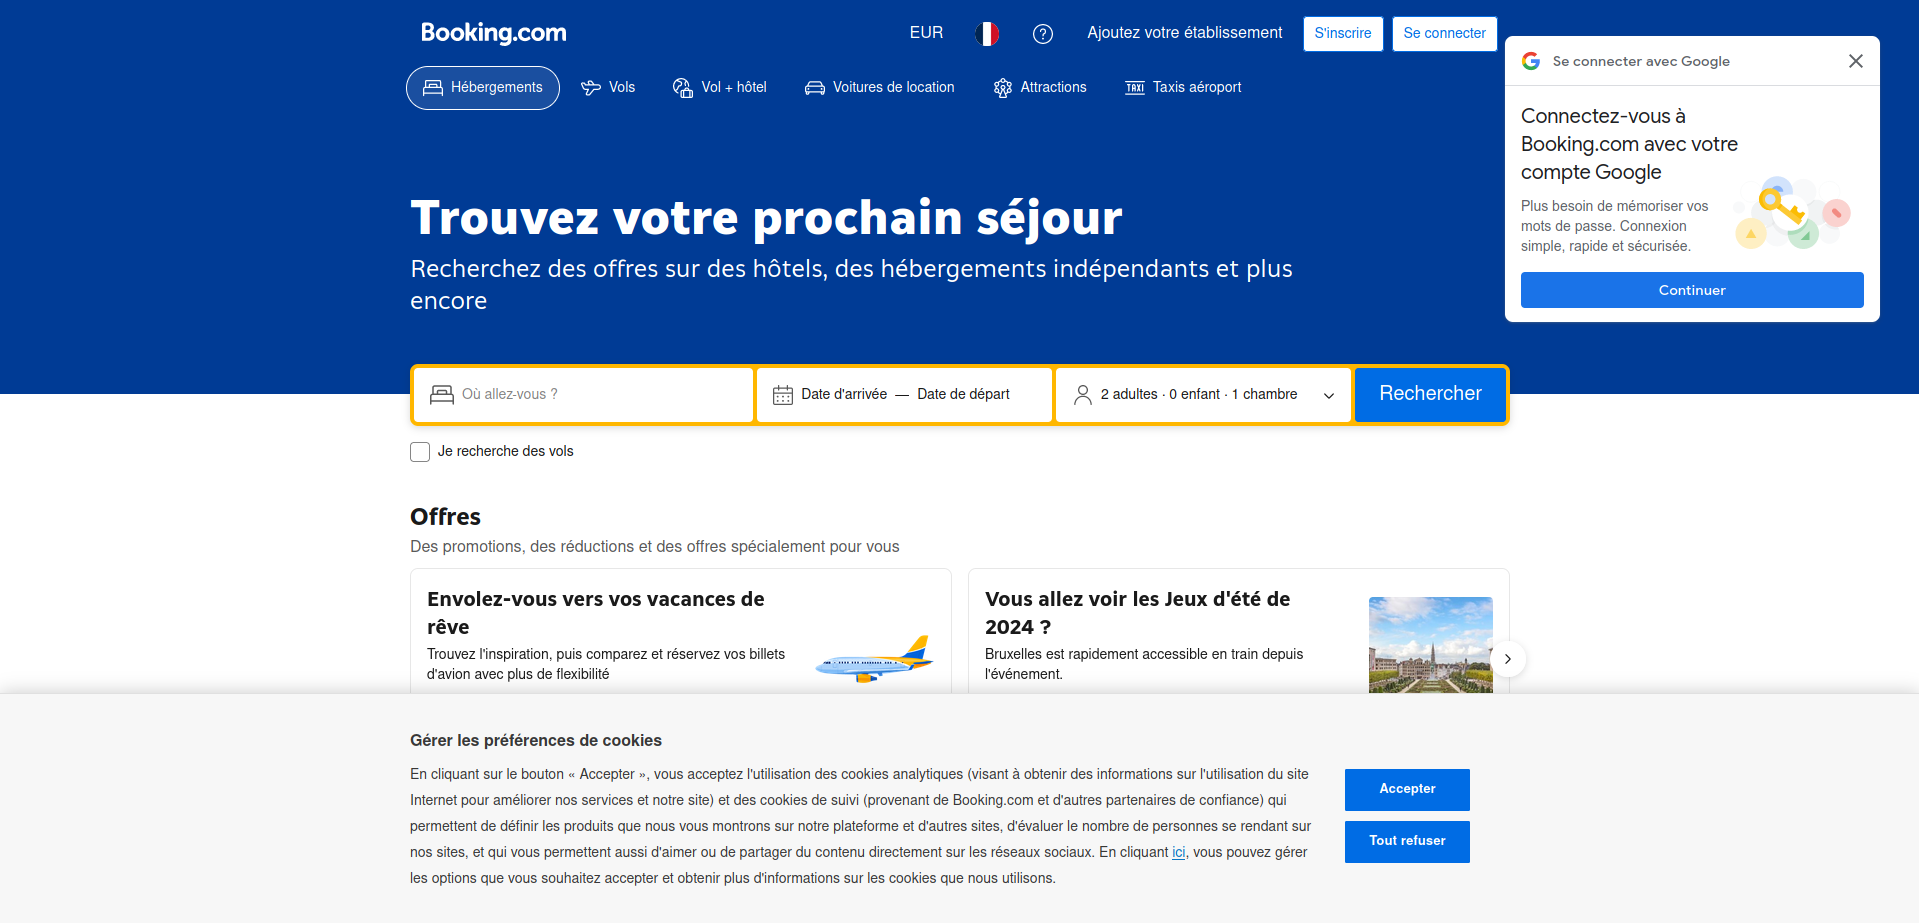 Booking.com
EUR
Ajoutez votre établissement
S'inscrire
Se connecter
Hébergements
Vols
Vol + hôtel
Voitures de location
Attractions
TAXI
Taxis aéroport
Se connecter avec Google
Connectez-vous à
Booking.com avec votre
compte Google
Plus besoin de mémoriser vos
mots de passe. Connexion
simple, rapide et sécurisée.
Continuer
Trouvez votre prochain séjour
Recherchez des offres sur des hôtels, des hébergements indépendants et plus
encore
Où allez-vous ?
Date d'arrivée — Date de départ
2 adultes · 0 enfant · 1 chambre
Rechercher
Je recherche des vols
Offres
Des promotions, des réductions et des offres spécialement pour vous
Envolez-vous vers vos vacances de
rêve
Trouvez l'inspiration, puis comparez et réservez vos billets
d'avion avec plus de flexibilité
Vous allez voir les Jeux d'été de
2024 ?
Bruxelles est rapidement accessible en train depuis
l'événement.
Gérer les préférences de cookies
En cliquant sur le bouton « Accepter », vous acceptez l'utilisation des cookies analytiques (visant à obtenir des informations sur l'utilisation du site
Internet pour améliorer nos services et notre site) et des cookies de suivi (provenant de Booking.com et d'autres partenaires de confiance) qui
permettent de définir les produits que nous vous montrons sur notre plateforme et d'autres sites, d'évaluer le nombre de personnes se rendant sur
nos sites, et qui vous permettent aussi d'aimer ou de partager du contenu directement sur les réseaux sociaux. En cliquant ici, vous pouvez gérer
les options que vous souhaitez accepter et obtenir plus d'informations sur les cookies que nous utilisons.
Accepter
Tout refuser